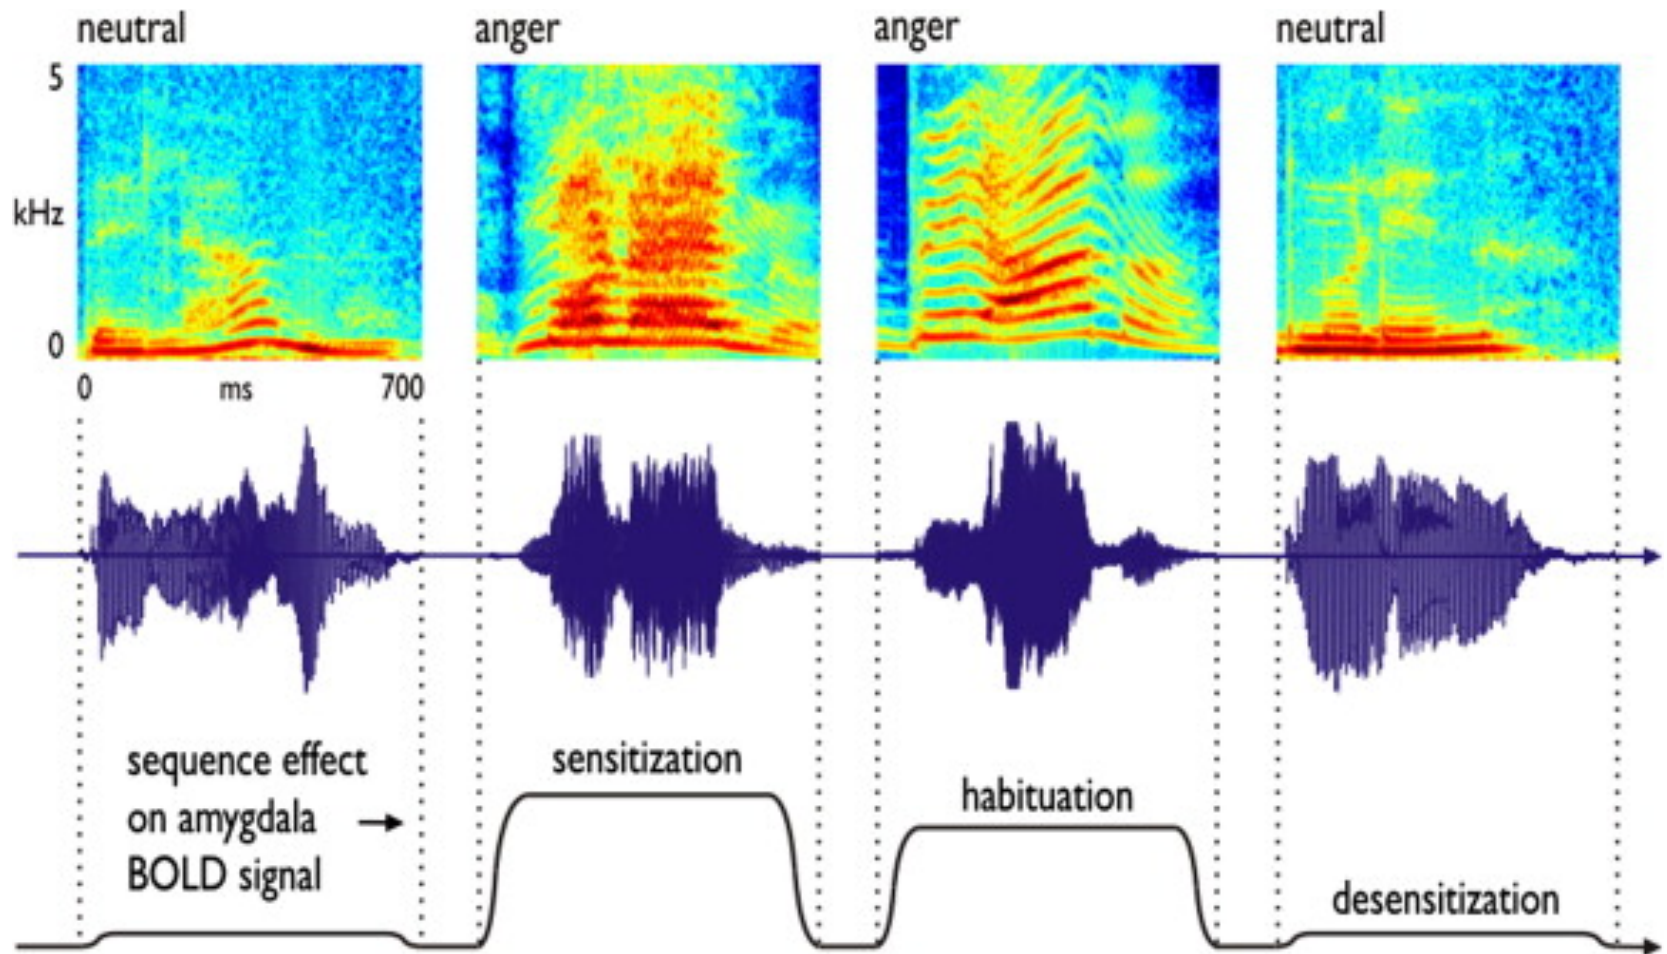 neutral
anger
anger
neutral
5
kHz
0
0 ms 700
sequence effect
on amygdala
BOLD signal
sensitization
habituation
desensitization